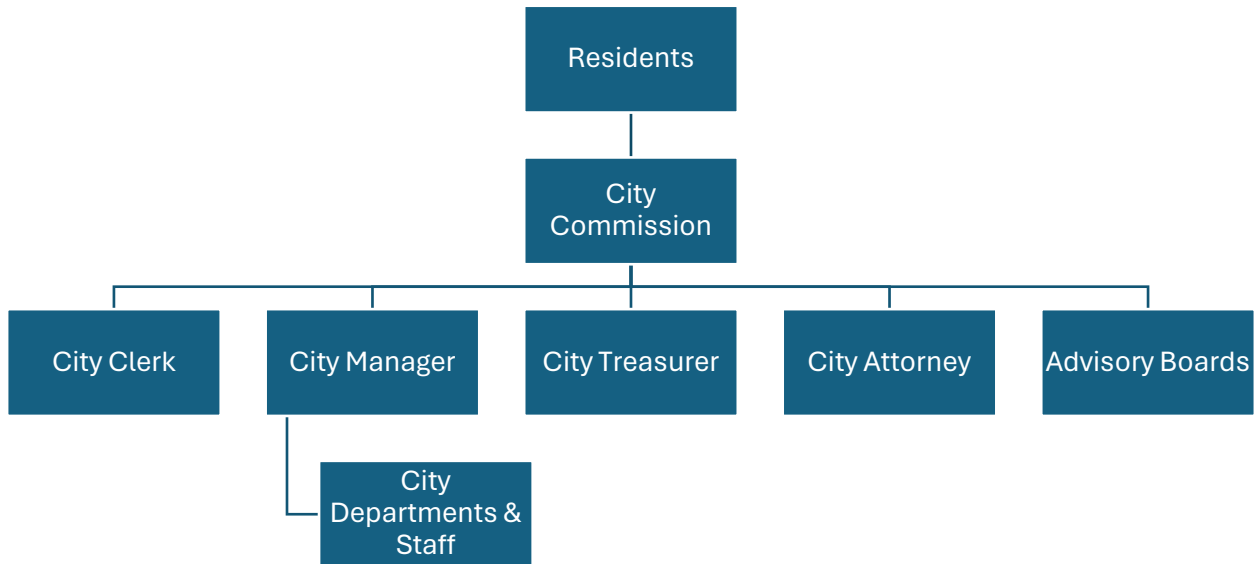 Residents
City
Commission
City Clerk
City Manager
City Treasurer
City Attorney
Advisory Boards
City
Departments &
Staff